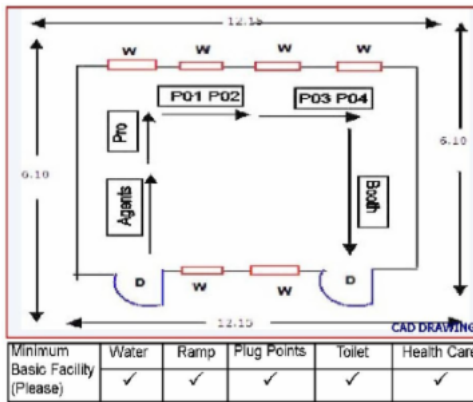 12.15
W W W W
P01 P02
P03 P04
Pro
6.10
6.10
Agents
Booth
D
W
W
D
12.15
CAD DRAWING
Minimum Basic Facility (Please)
Water
Ramp
Plug Points
Toilet
Health Care
✓ ✓ ✓ ✓ ✓